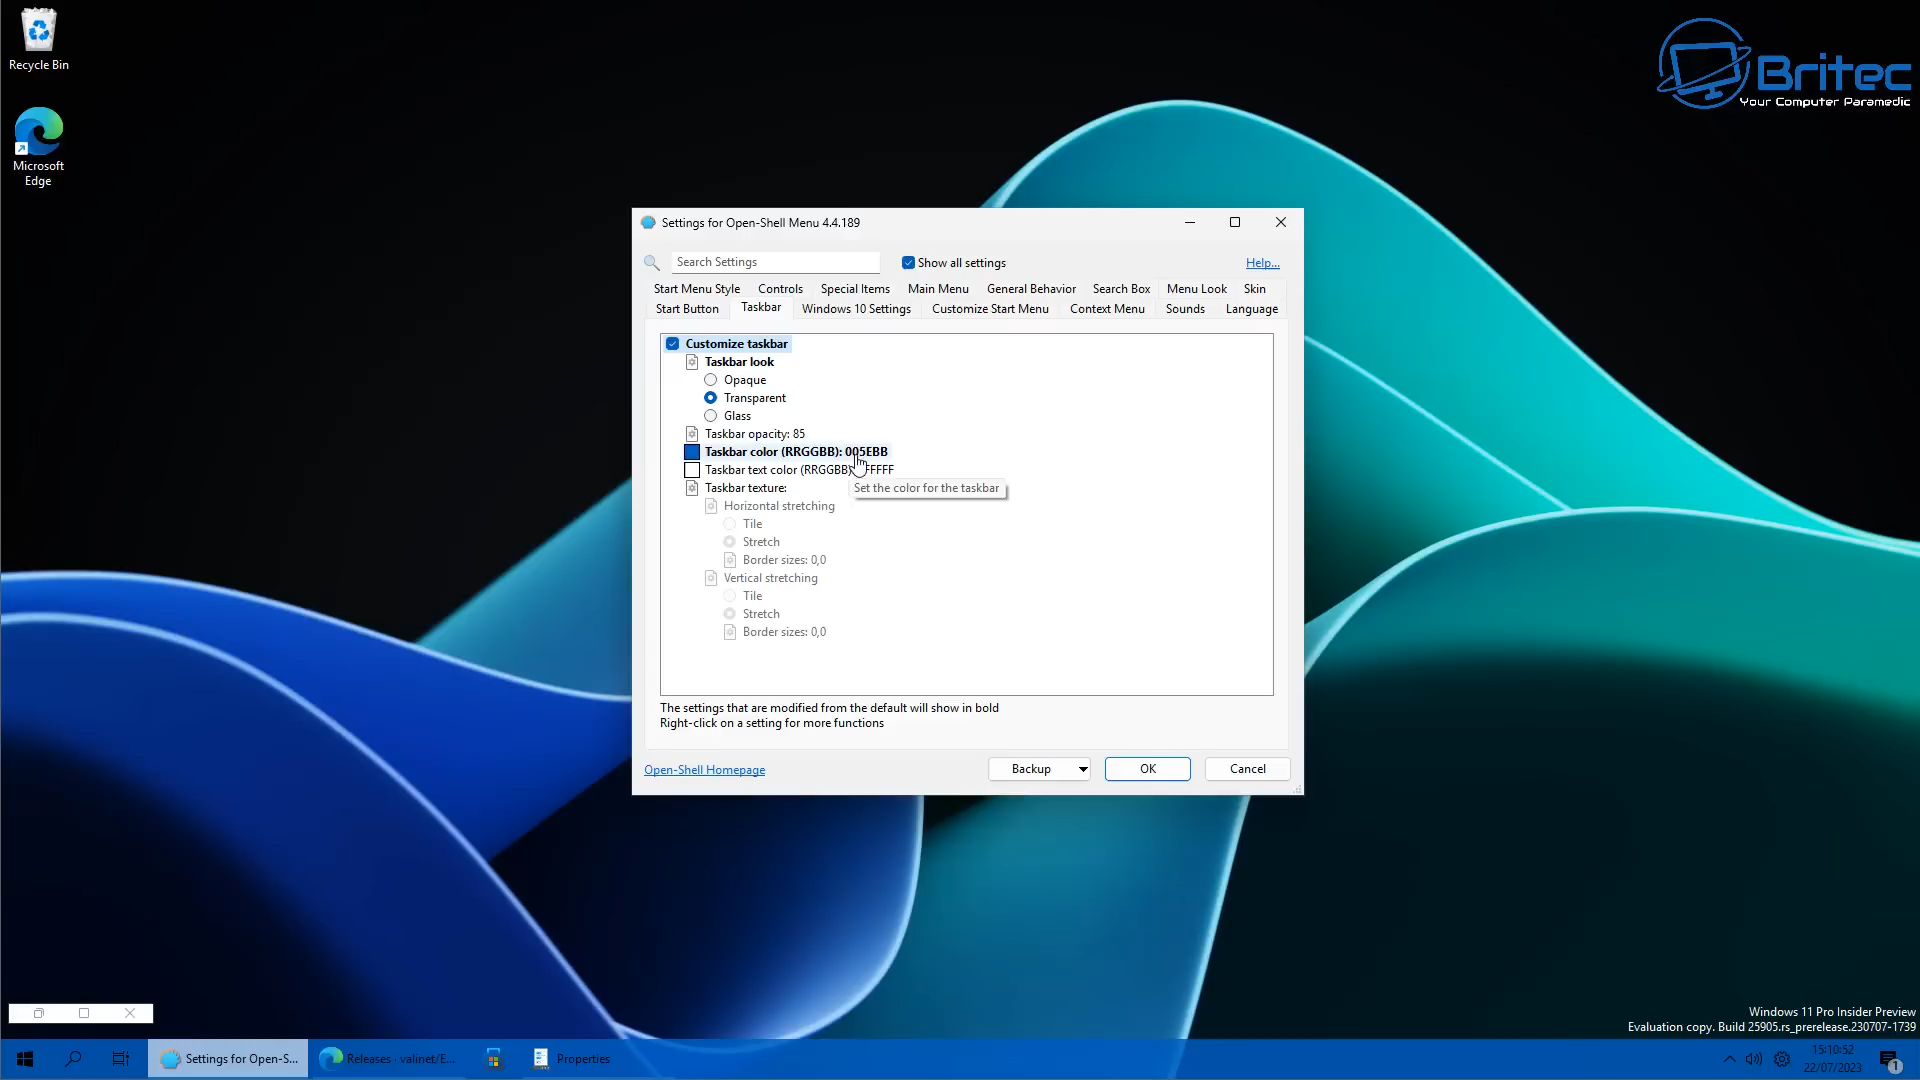 Recycle Bin
Microsoft
Edge
Britec
Your Computer Paramedic
Settings for Open-Shell Menu 4.4.189
Search Settings
Show all settings
Help...
Start Menu Style Controls Special Items Main Menu General Behavior Search Box Menu Look Skin
Start Button Taskbar Windows 10 Settings Customize Start Menu Context Menu Sounds Language
Customize taskbar
Taskbar look
Opaque
Transparent
Glass
Taskbar opacity: 85
Taskbar color (RRGGBB): 005EBB
Taskbar text color (RRGGBB) FFFFF
Set the color for the taskbar
Taskbar texture:
Horizontal stretching
Tile
Stretch
Border sizes: 0,0
Vertical stretching
Tile
Stretch
Border sizes: 0,0
The settings that are modified from the default will show in bold
Right-click on a setting for more functions
Open-Shell Homepage
Backup
OK
Cancel
Windows 11 Pro Insider Preview
Evaluation copy. Build 25905.rs_prerelease.230707-1739
Settings for Open-S...
Releases · valinet/E...
Properties
15:10:52
22/07/2023
1